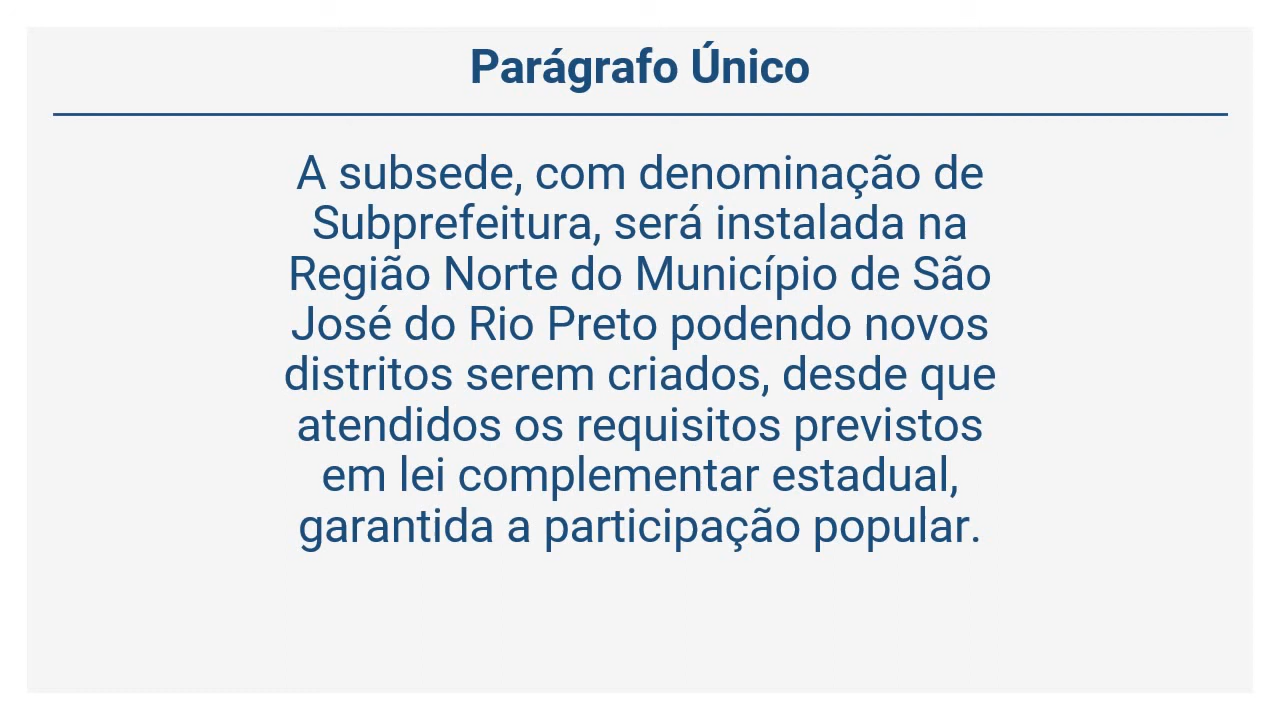 Parágrafo Único
A subsede, com denominação de
Subprefeitura, será instalada na
Região Norte do Município de São
José do Rio Preto podendo novos
distritos serem criados, desde que
atendidos os requisitos previstos
em lei complementar estadual,
garantida a participação popular.